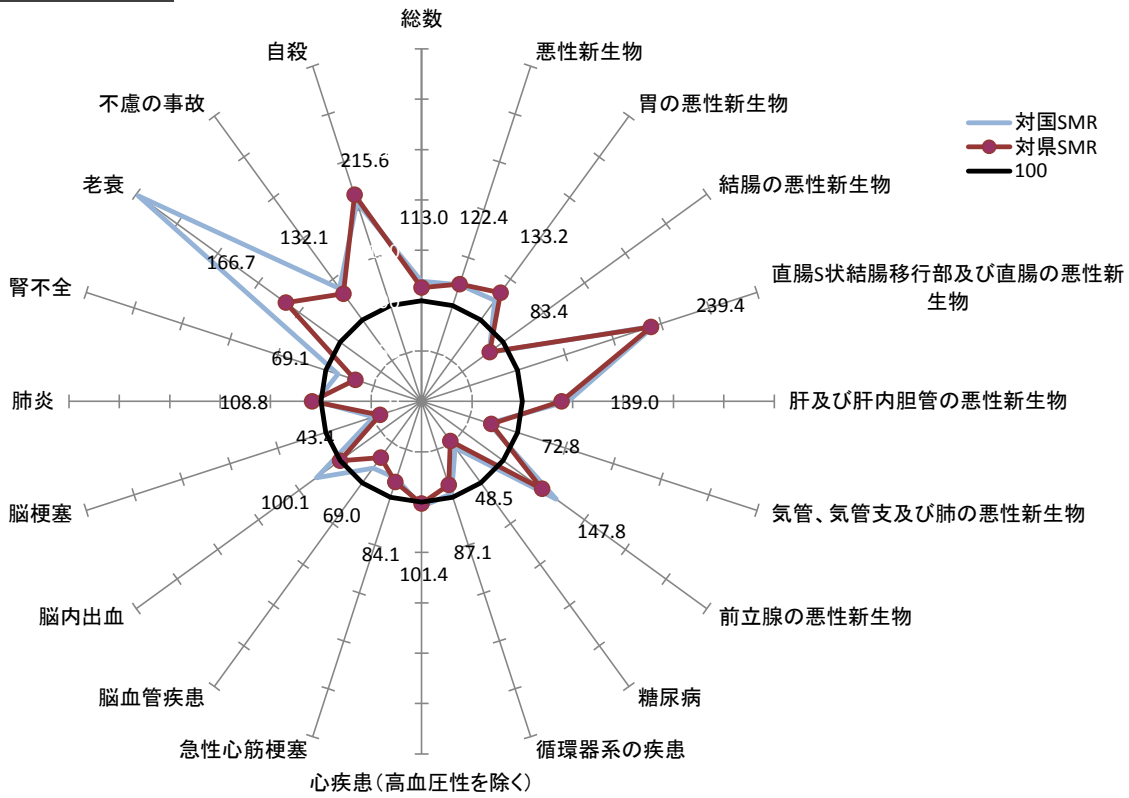 総数
自殺
悪性新生物
不慮の事故
胃の悪性新生物
対国SMR
対県SMR
100
老衰
結腸の悪性新生物
215.6
113.0
122.4
132.1
133.2
166.7
直腸S状結腸移行部及び直腸の悪性新
生物
腎不全
83.4
239.4
69.1
肺炎
108.8
139.0
肝及び肝内胆管の悪性新生物
43.4
72.8
脳梗塞
100.1
69.0
48.5
147.8
気管、気管支及び肺の悪性新生物
84.1
101.4
87.1
脳内出血
前立腺の悪性新生物
脳血管疾患
糖尿病
急性心筋梗塞
循環器系の疾患
心疾患(高血圧性を除く)